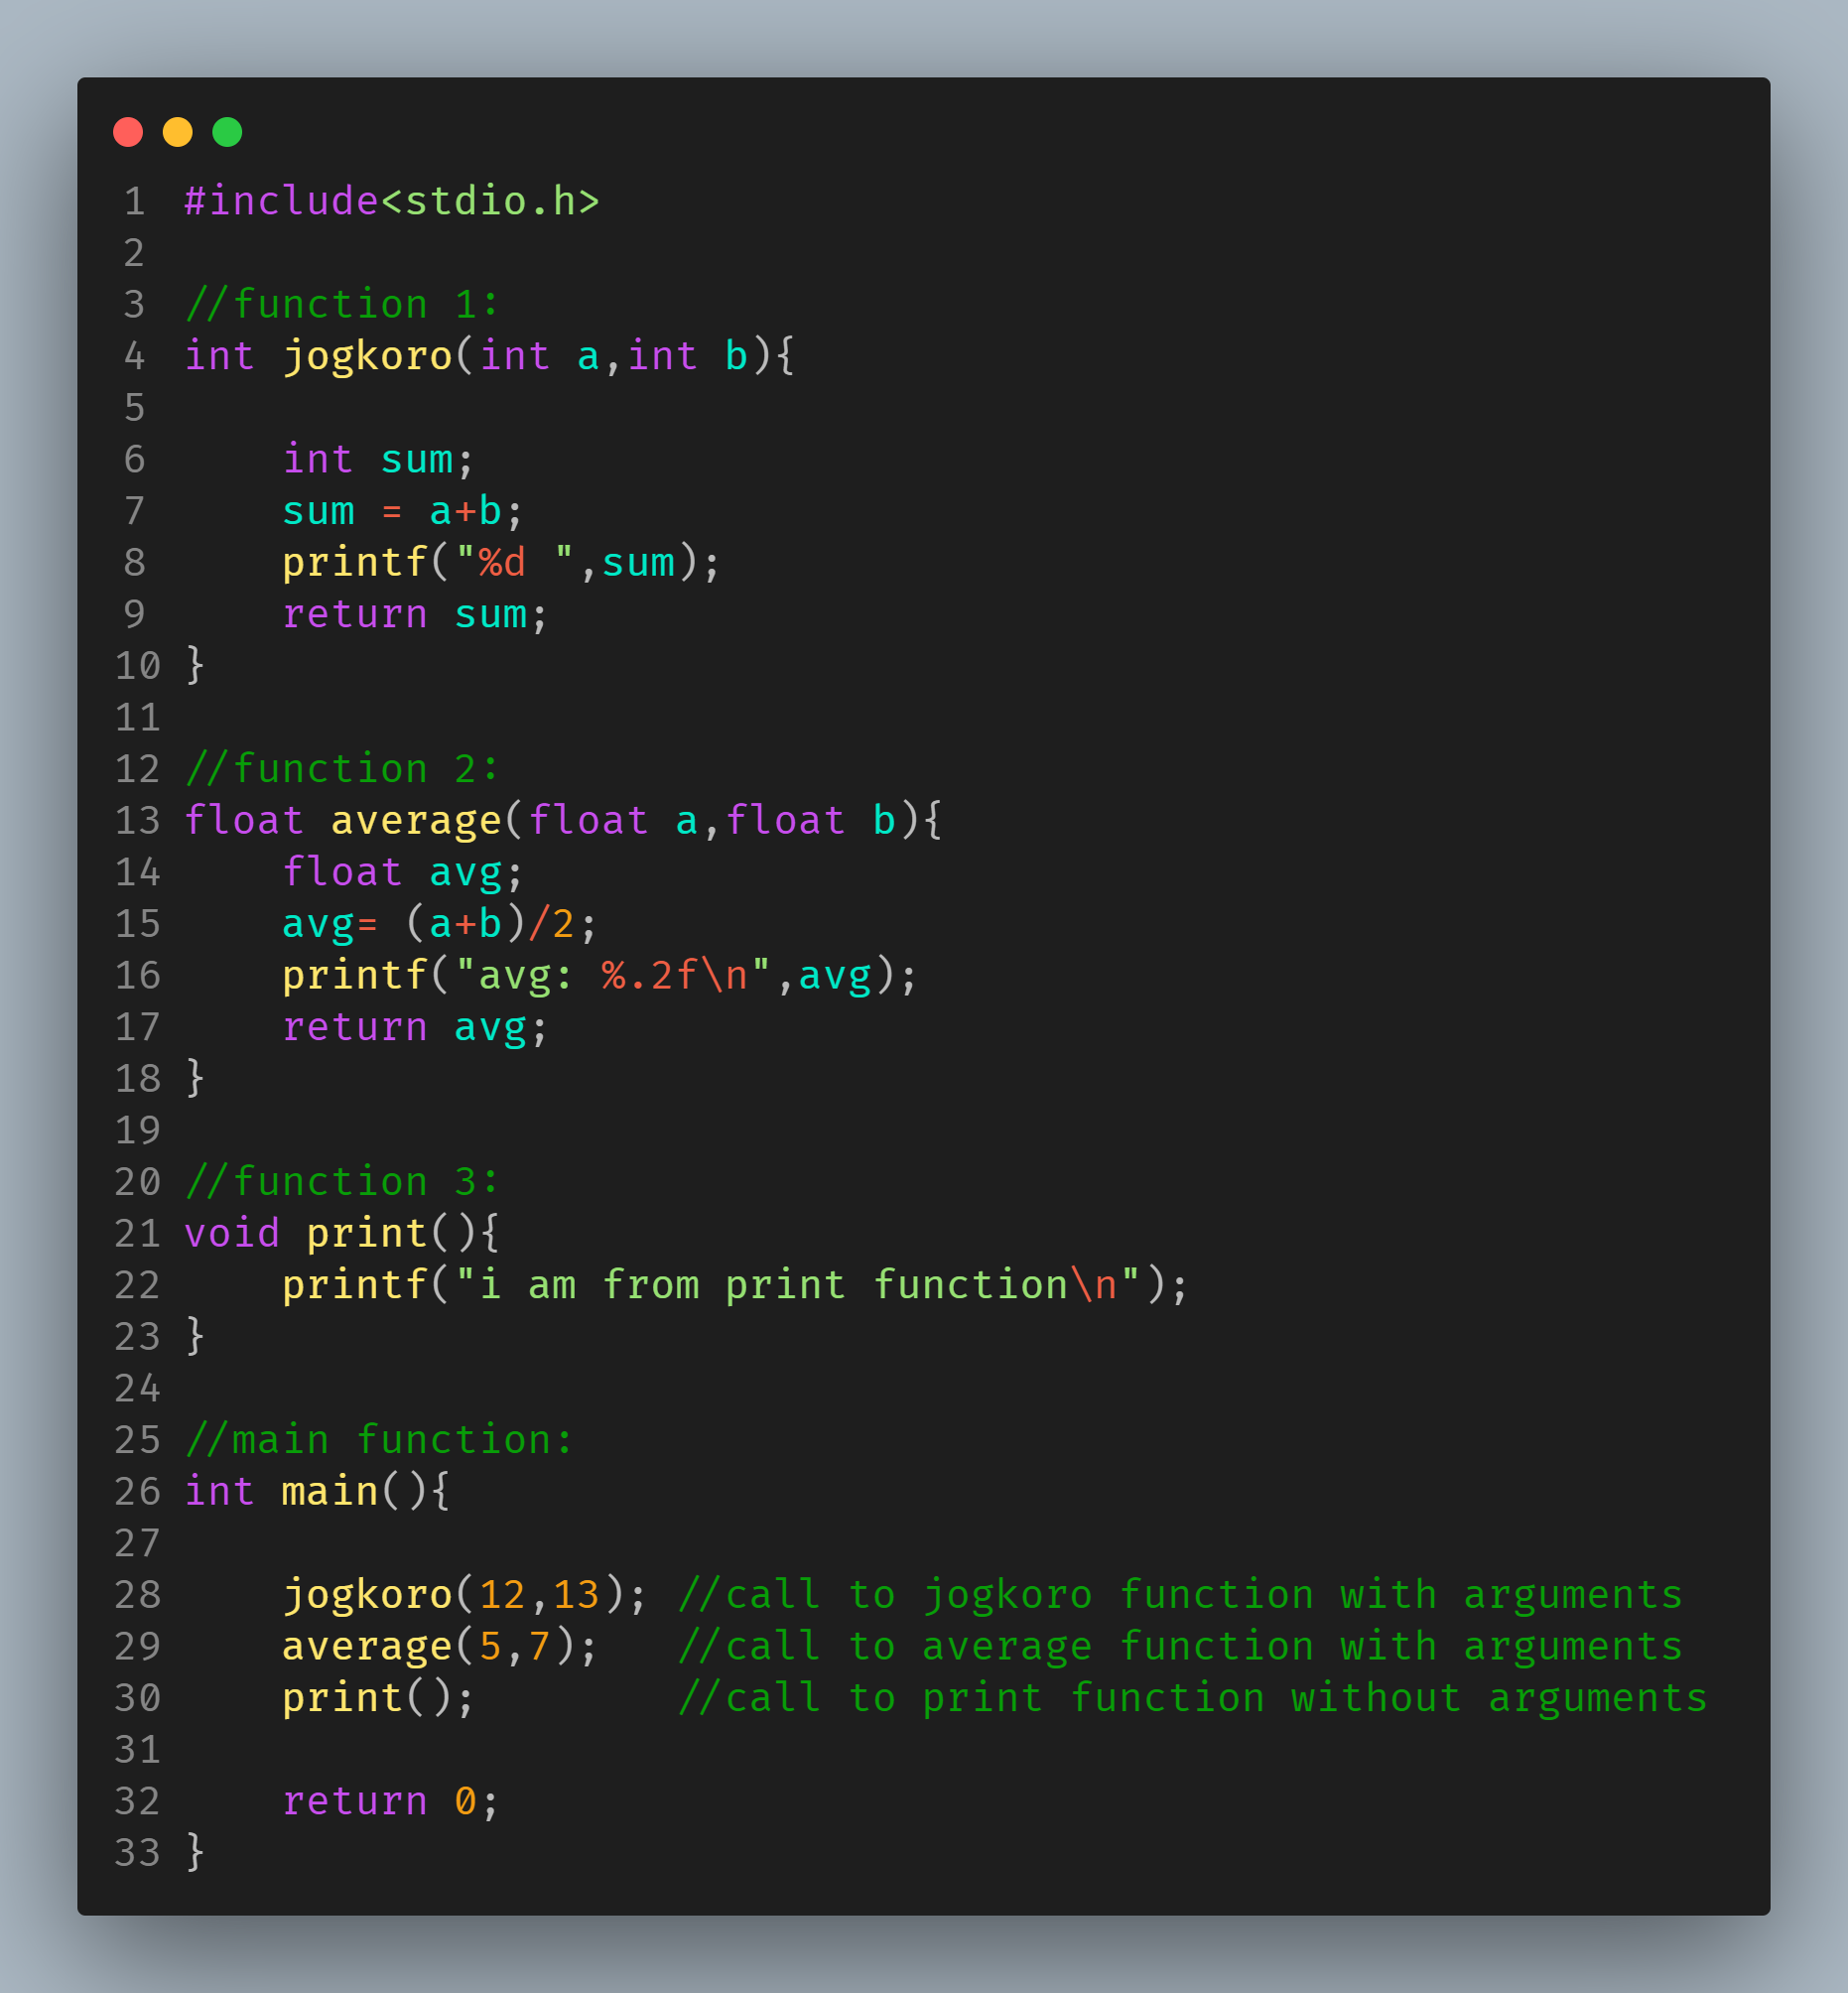 1 #include<stdio.h>
2
3 //function 1:
4 int jogkoro(int a,int b){
5
6     int sum;
7     sum = a+b;
8     printf("%d ",sum);
9     return sum;
10 }
11
12 //function 2:
13 float average(float a,float b){
14     float avg;
15     avg= (a+b)/2;
16     printf("avg: %.2f\n",avg);
17     return avg;
18 }
19
20 //function 3:
21 void print(){
22     printf("i am from print function\n");
23 }
24
25 //main function:
26 int main(){
27
28     jogkoro(12,13); //call to jogkoro function with arguments
29     average(5,7);   //call to average function with arguments
30     print();        //call to print function without arguments
31
32     return 0;
33 }